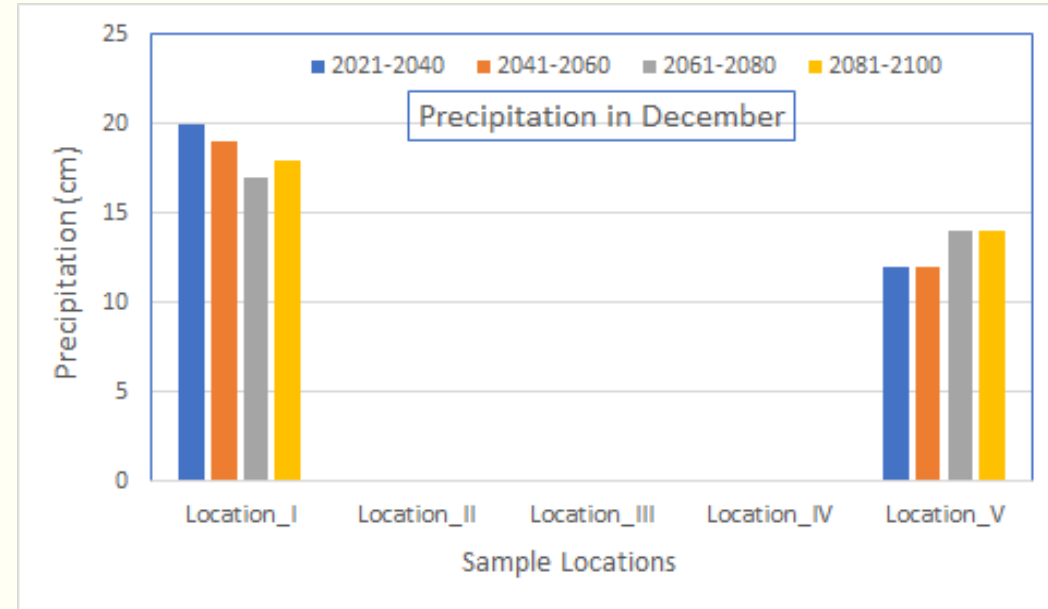 25
2021-2040 2041-2060 2061-2080 2081-2100
Precipitation in December
20
15
10
5
0
Precipitation(cm)
Location_I Location_II Location_III Location_IV Location_V
Sample Locations